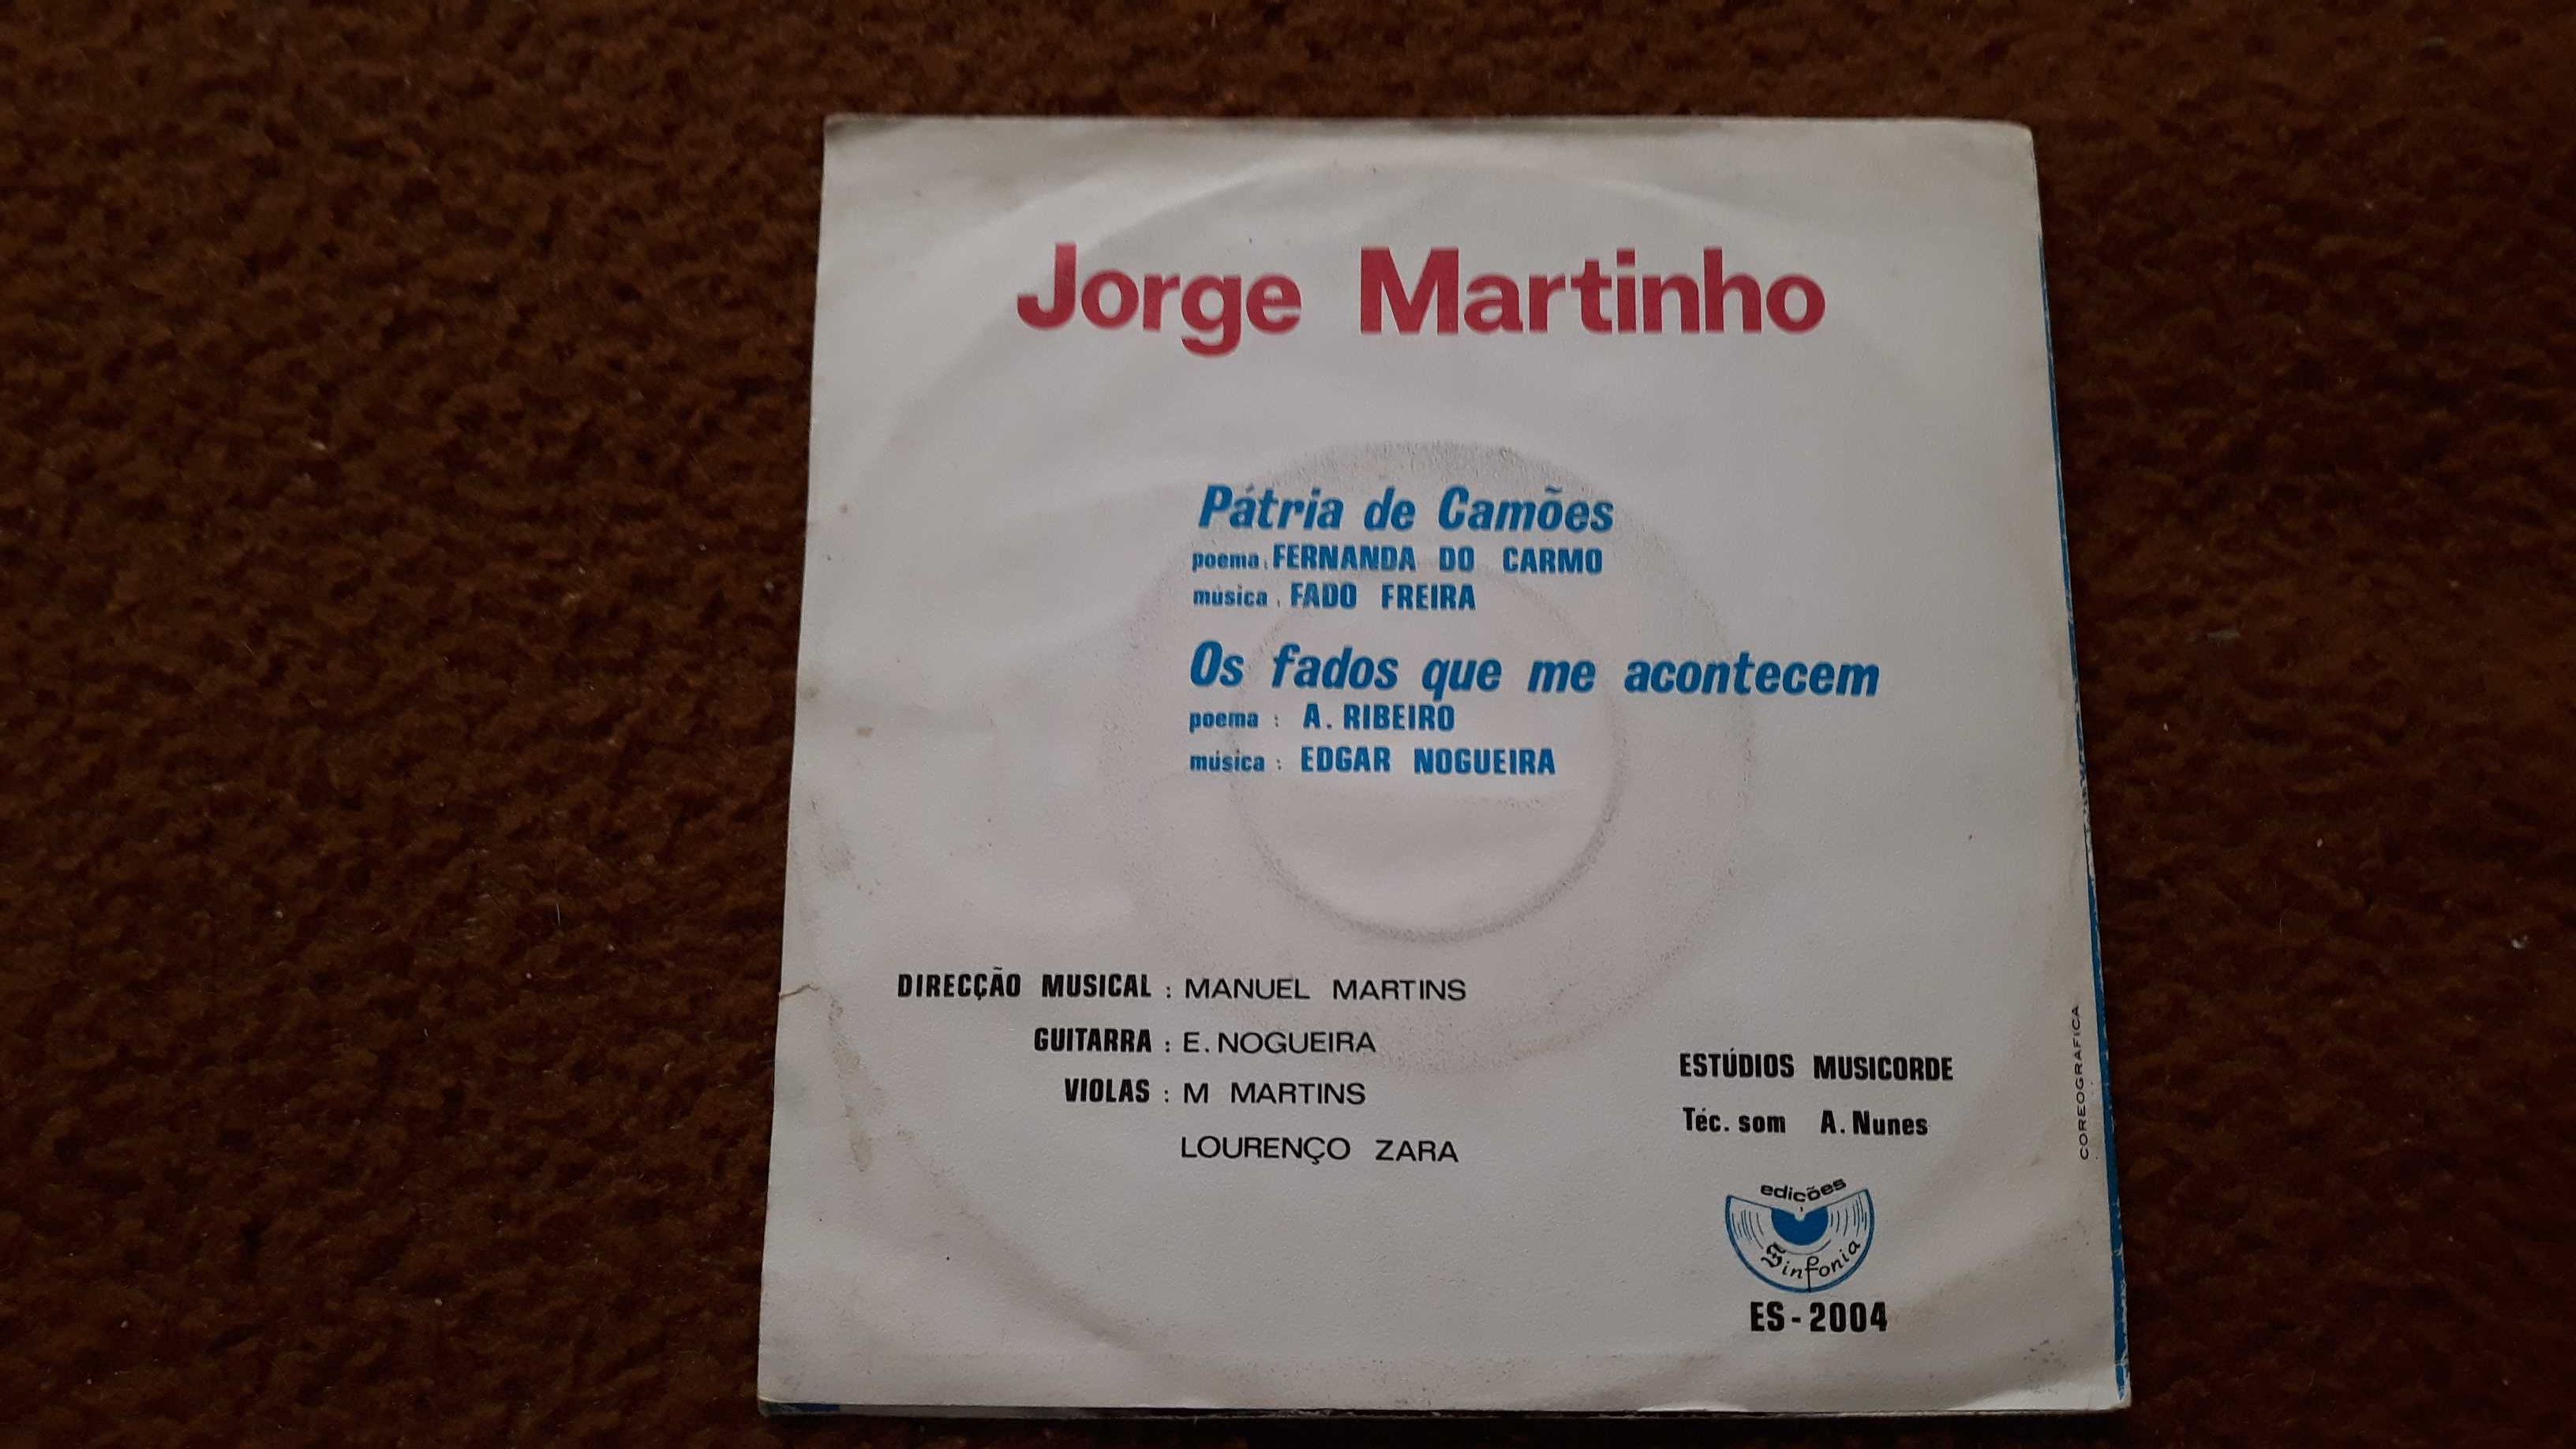 Jorge Martinho
Pátria de Camões
poema: FERNANDA DO CARMO
música: FADO FREIRA
Os fados que me acontecem
poema : A. RIBEIRO
música : EDGAR NOGUEIRA
DIRECÇÃO MUSICAL : MANUEL MARTINS
GUITARRA : E. NOGUEIRA
VIOLAS : M MARTINS
LOURENÇO ZARA
ESTÚDIOS MUSICORDE
Téc. som A. Nunes
edições
Sinfonia
ES - 2004
COREOGRAFICA